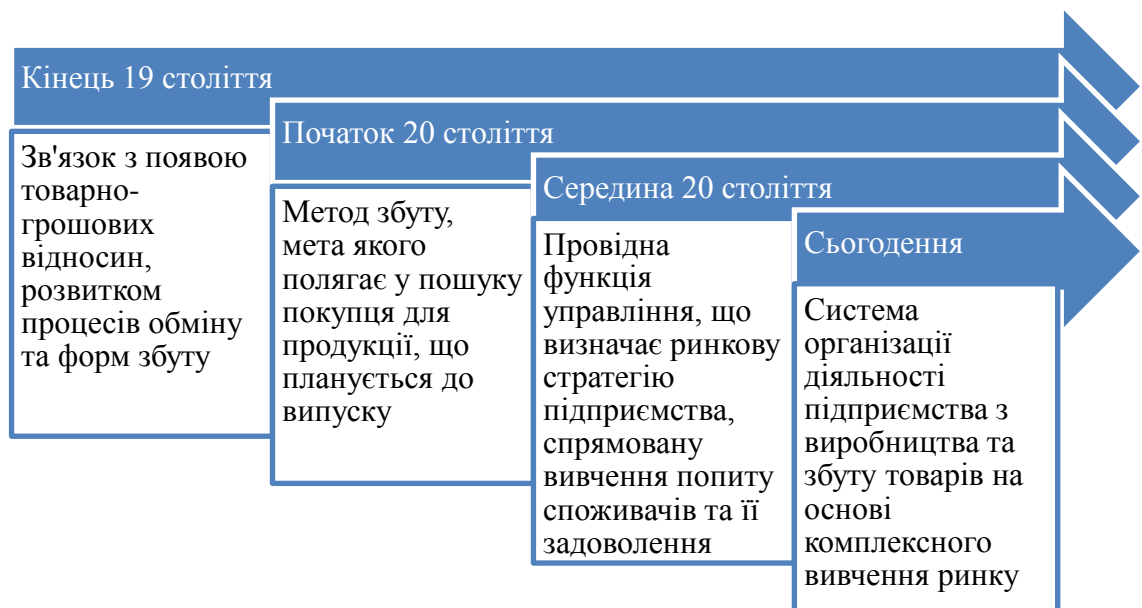 Кінець 19 століття
Зв'язок з появою
товарно-
грошових
відносин,
розвитком
процесів обміну
та форм збуту
Початок 20 століття
Метод збуту,
мета якого
полягає у пошуку
покупця для
продукції, що
планується до
випуску
Середина 20 століття
Провідна
функція
управління, що
визначає ринкову
стратегію
підприємства,
спрямовану
вивчення попиту
споживачів та її
задоволення
Сьогодення
Система
організації
діяльності
підприємства з
виробництва та
збуту товарів на
основі
комплексного
вивчення ринку